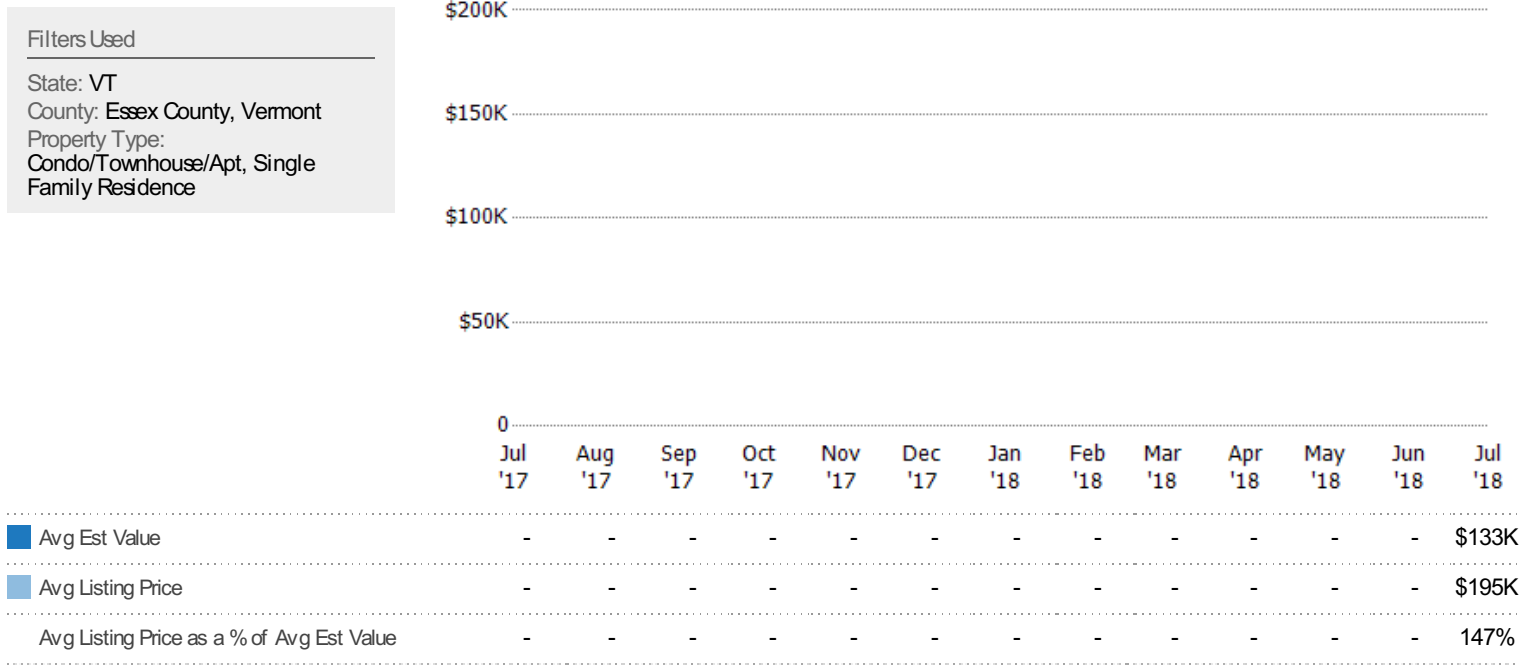 Filters Used
State: VT
County: Essex County, Vermont
Property Type:
Condo/Townhouse/Apt, Single
Family Residence
$200K
$150K
$100K
$50K
0
Jul Aug Sep Oct Nov Dec Jan Feb Mar Apr May Jun Jul
'17 '17 '17 '17 '17 '17 '18 '18 '18 '18 '18 '18 '18
Avg Est Value - - - - - - - - - - - - $133K
Avg Listing Price - - - - - - - - - - - - $195K
Avg Listing Price as a % of Avg Est Value - - - - - - - - - - - - 147%